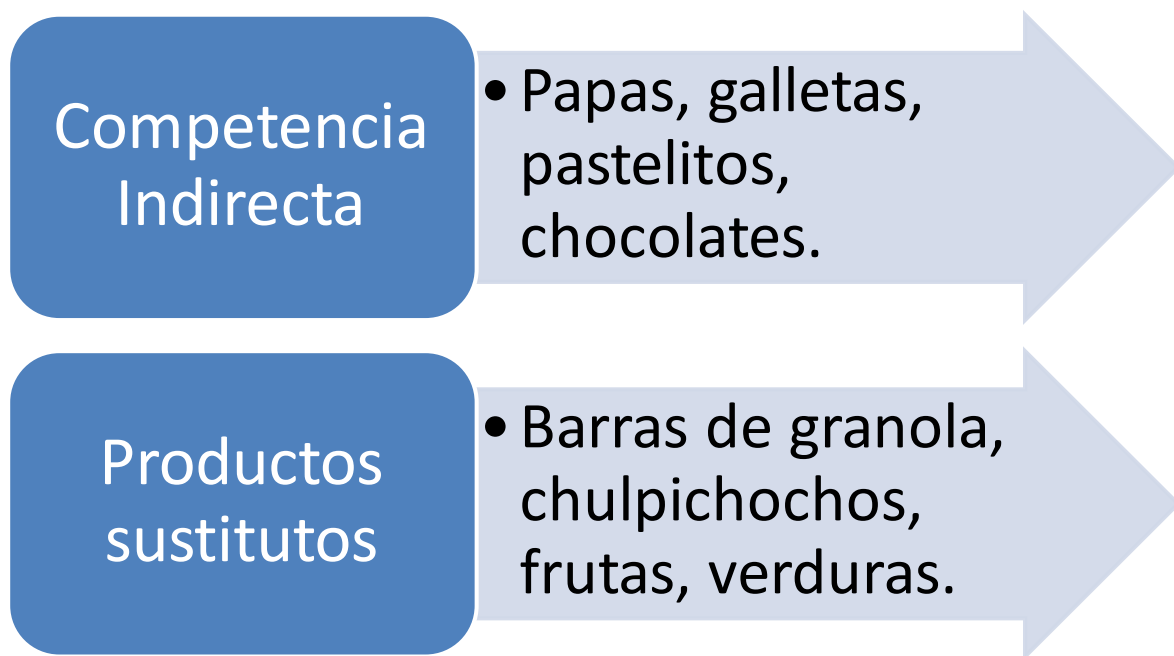 Competencia
Indirecta
• Papas, galletas,
pastelitos,
chocolates.
Productos
sustitutos
• Barras de granola,
chulpichochos,
frutas, verduras.